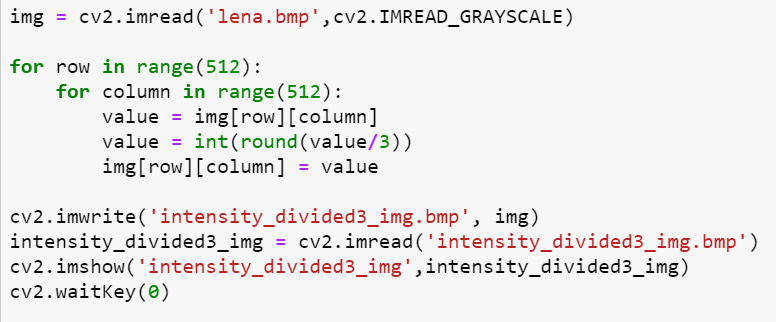 img = cv2.imread('lena.bmp',cv2.IMREAD_GRAYSCALE)
for row in range(512):
    for column in range(512):
        value = img[row][column]
        value = int(round(value/3))
        img[row][column] = value
cv2.imwrite('intensity_divided3_img.bmp', img)
intensity_divided3_img = cv2.imread('intensity_divided3_img.bmp')
cv2.imshow('intensity_divided3_img',intensity_divided3_img)
cv2.waitKey(0)